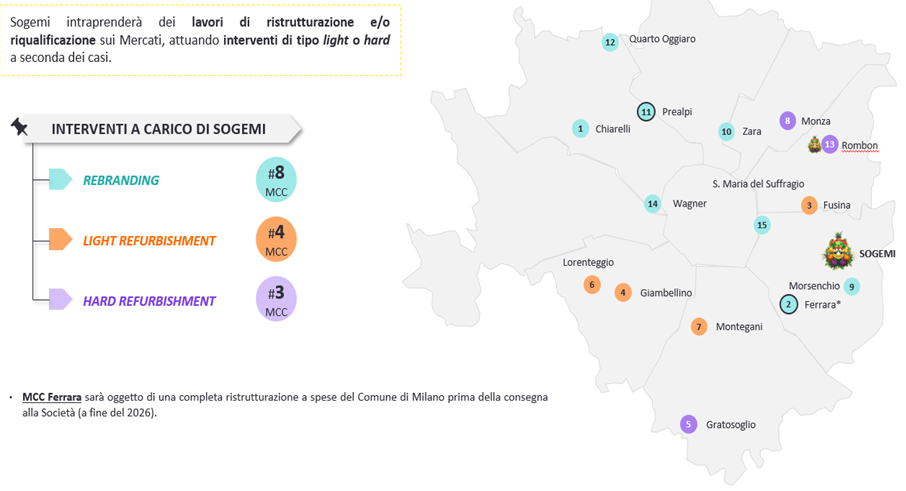 Sogemi intraprenderà dei lavori di ristrutturazione e/o
riqualificazione sui Mercati, attuando interventi di tipo light o hard
a seconda dei casi.
INTERVENTI A CARICO DI SOGEMI
REBRANDING
#8
MCC
LIGHT REFURBISHMENT
#4
MCC
HARD REFURBISHMENT
#3
MCC
12 Quarto Oggiaro
11 Prealpi
1 Chiarelli
10 Zara
8 Monza
13 Rombon
S. Maria del Suffragio
14 Wagner
3 Fusina
15
SOGEMI
Lorenteggio
6
4 Giambellino
Morsenchio 9
2 Ferrara*
7 Montegani
5 Gratosoglio
• MCC Ferrara sarà oggetto di una completa ristrutturazione a spese del Comune di Milano prima della consegna
alla Società (a fine del 2026).